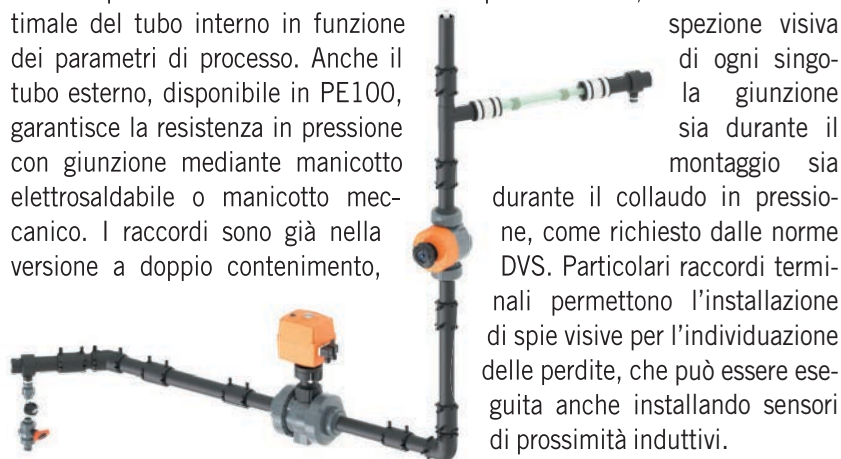 timale del tubo interno in funzione
dei parametri di processo. Anche il
tubo esterno, disponibile in PE100,
garantisce la resistenza in pressione
con giunzione mediante manicotto
elettrosaldabile o manicotto mec-
canico. I raccordi sono già nella
versione a doppio contenimento,
spezione visiva
di ogni singo-
la giunzione
sia durante il
montaggio sia
durante il collaudo in pressio-
ne, come richiesto dalle norme
DVS. Particolari raccordi termi-
nali permettono l'installazione
di spie visive per l'individuazione
delle perdite, che può essere ese-
guita anche installando sensori
di prossimità induttivi.